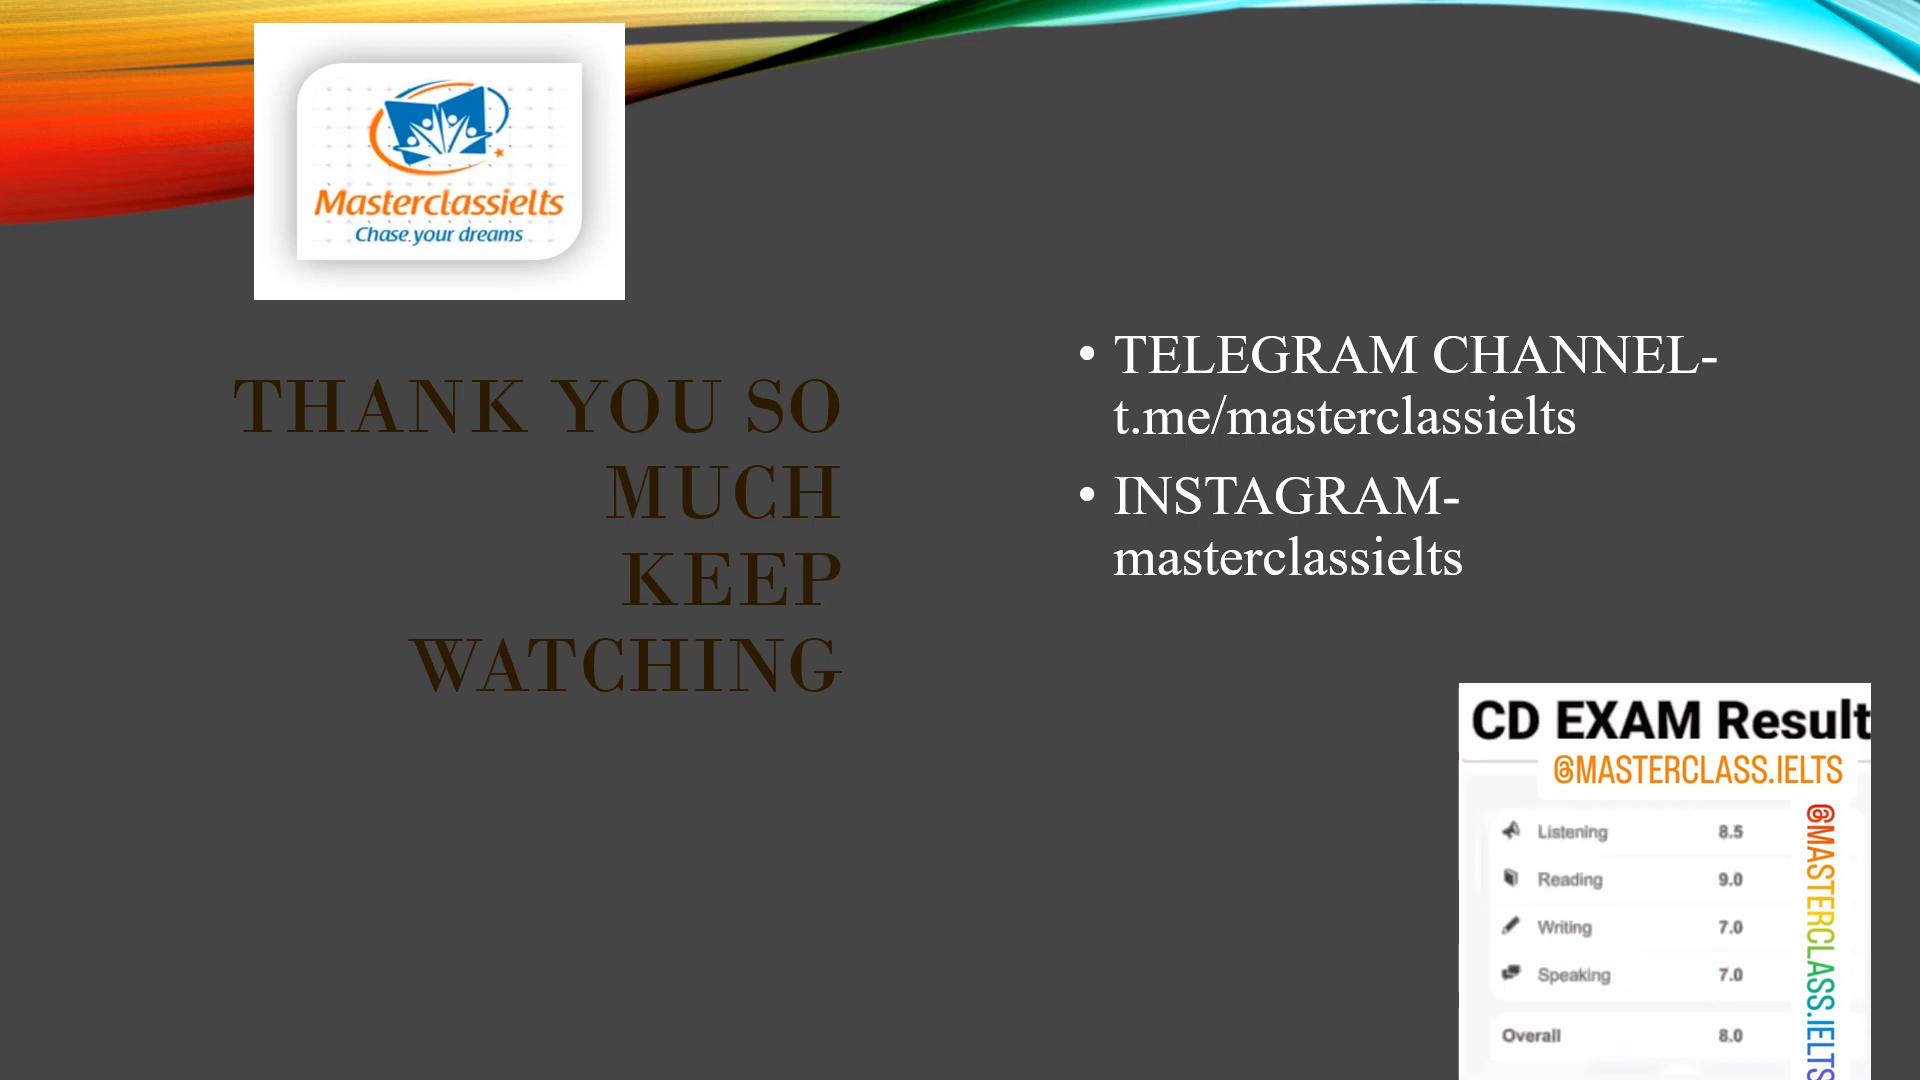 Masterclassielts
Chase your dreams
THANK YOU SO
MUCH
KEEP
WATCHING
• TELEGRAM CHANNEL-
t.me/masterclassielts
• INSTAGRAM-
masterclassielts
CD EXAM Result
@MASTERCLASS.IELTS
Listening 8.5
Reading 9.0
Writing 7.0
Speaking 7.0
Overall 8.0
@MASTERCLASS.IELTS